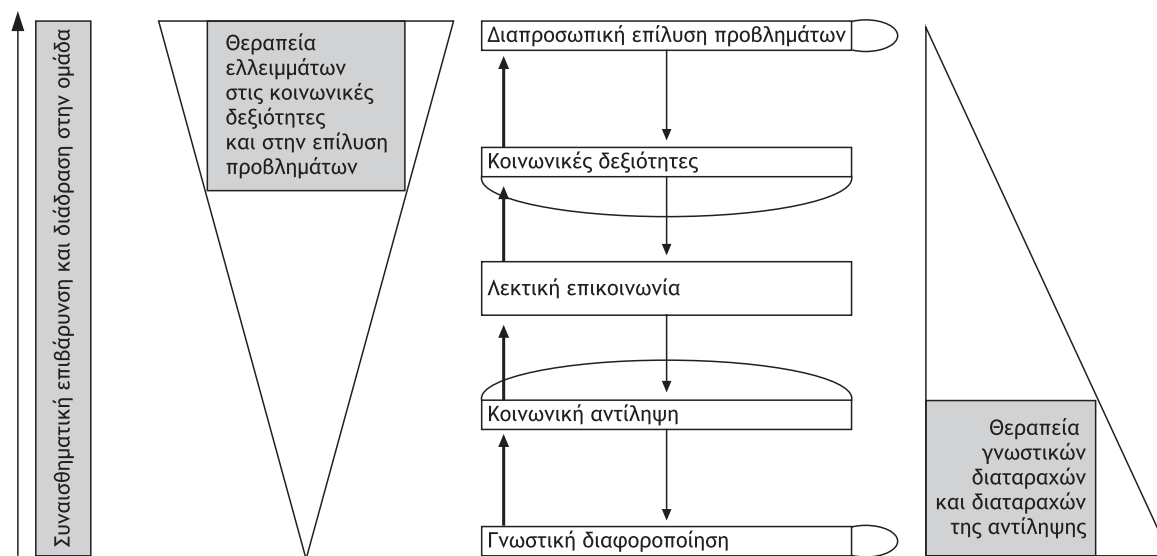 Συναισθηματική επιβάρυνση και διάδραση στην ομάδα
Θεραπεία
ελλειμμάτων
στις κοινωνικές
δεξιότητες
και στην επίλυση
προβλημάτων
Διαπροσωπική επίλυση προβλημάτων
Κοινωνικές δεξιότητες
Λεκτική επικοινωνία
Κοινωνική αντίληψη
Γνωστική διαφοροποίηση
Θεραπεία
γνωστικών
διαταραχών
και διαταραχών
της αντίληψης